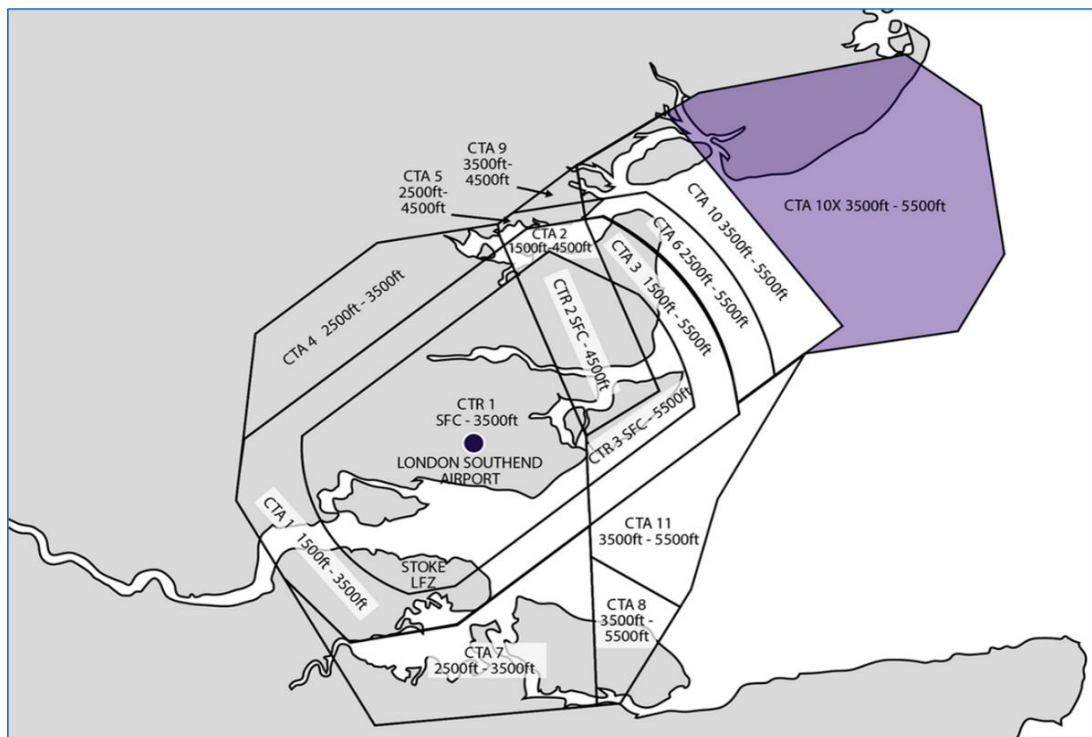 CTA 9
3500ft-
4500ft
CTA 5
2500ft-
4500ft
CTA 2
1500ft-4500ft
CTA 10 3500ft - 5500ft
CTA 10X 3500ft - 5500ft
CTA 6 2500ft - 5500ft
CTA 3 1500ft - 5500ft
CTA 4 2500ft - 3500ft
CTR 2 SFC - 4500ft
CTR 1
SFC - 3500ft
LONDON SOUTHEND
AIRPORT
CTR 3 SFC - 5500ft
CTA 1 1500ft - 3500ft
CTA 11
3500ft - 5500ft
STOKE
LFZ
CTA 8
3500ft -
5500ft
CTA 7
2500ft - 3500ft